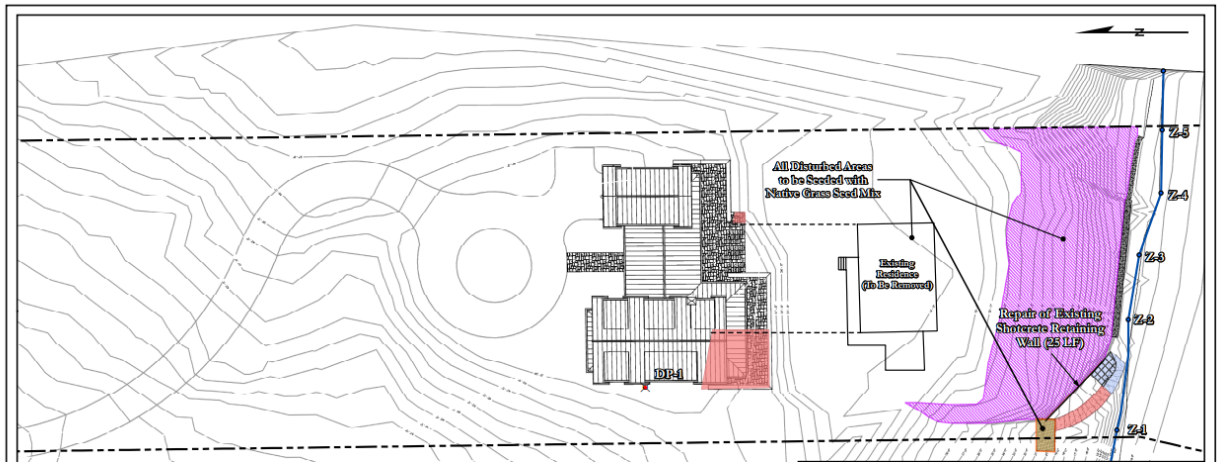 Z
Z-5
All Disturbed Areas
to be Seeded with
Native Grass Seed Mix
Z-4
Existing
Residence
(To Be Removed)
Z-3
Repair of Existing
Shotcrete Retaining
Wall (25 LF)
Z-2
DP-1
Z-1